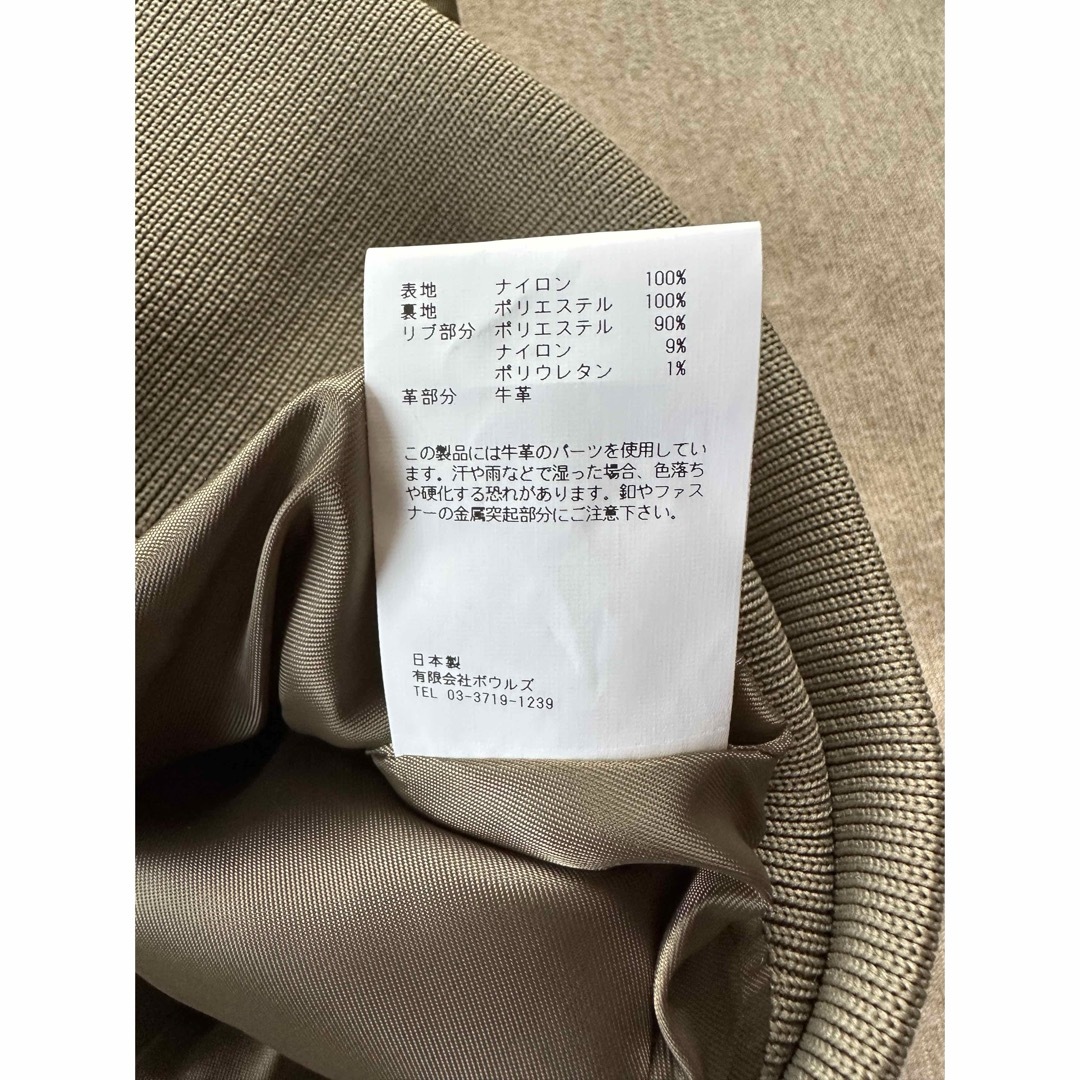 表地 ナイロン 100%
裏地 ポリエステル 100%
リブ部分 ポリエステル 90%
ナイロン 9%
ポリウレタン 1%
革部分 牛革
この製品には牛革のパーツを使用してい
ます。汗や雨などで湿った場合、色落ち
や硬化する恐れがあります。釦やファス
ナーの金属突起部分にご注意下さい。
日本製
有限会社ボウルズ
TEL 03-3719-1239